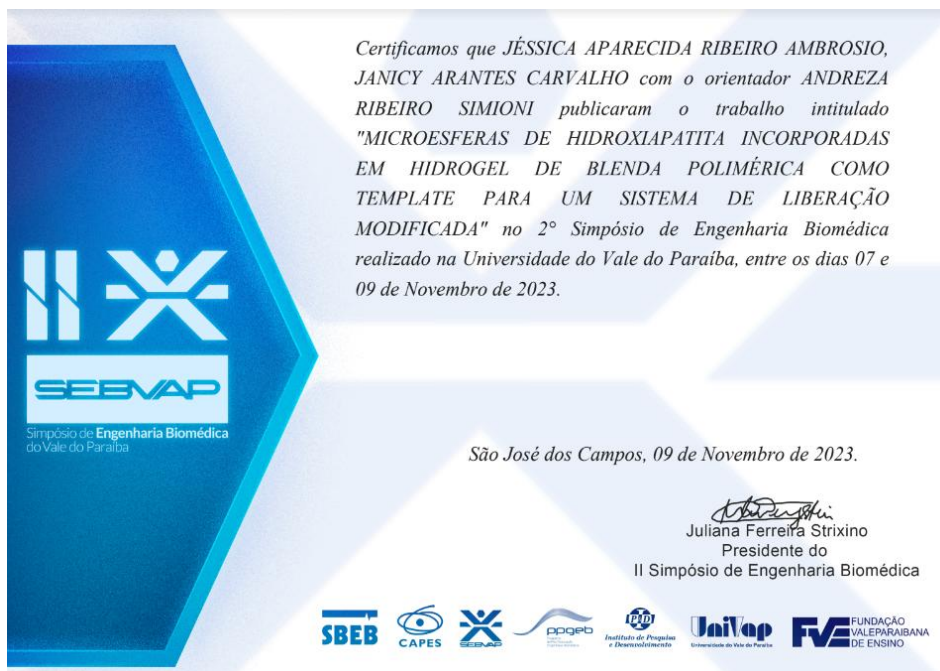 Certificamos que JÉSSICA APARECIDA RIBEIRO AMBROSIO,
JANICY ARANTES CARVALHO com o orientador ANDREZA
RIBEIRO SIMIONI publicaram o trabalho intitulado
"MICROESFERAS DE HIDROXIAPATITA INCORPORADAS
EM HIDROGEL DE BLENDA POLIMÉRICA COMO
TEMPLATE PARA UM SISTEMA DE LIBERAÇÃO
MODIFICADA" no 2° Simpósio de Engenharia Biomédica
realizado na Universidade do Vale do Paraíba, entre os dias 07 e
09 de Novembro de 2023.
II
SEBVAP
Simpósio de Engenharia Biomédica
do Vale do Paraíba
São José dos Campos, 09 de Novembro de 2023.
Juliana Ferreira Strixino
Presidente do
II Simpósio de Engenharia Biomédica
SBEB
CAPES
SEBVAP
ppgeb
IP&D
Instituto de Pesquisa
e Desenvolvimento
UniVap
Universidade do Vale do Paraíba
FVE
FUNDAÇÃO
VALEPARAIBANA
DE ENSINO